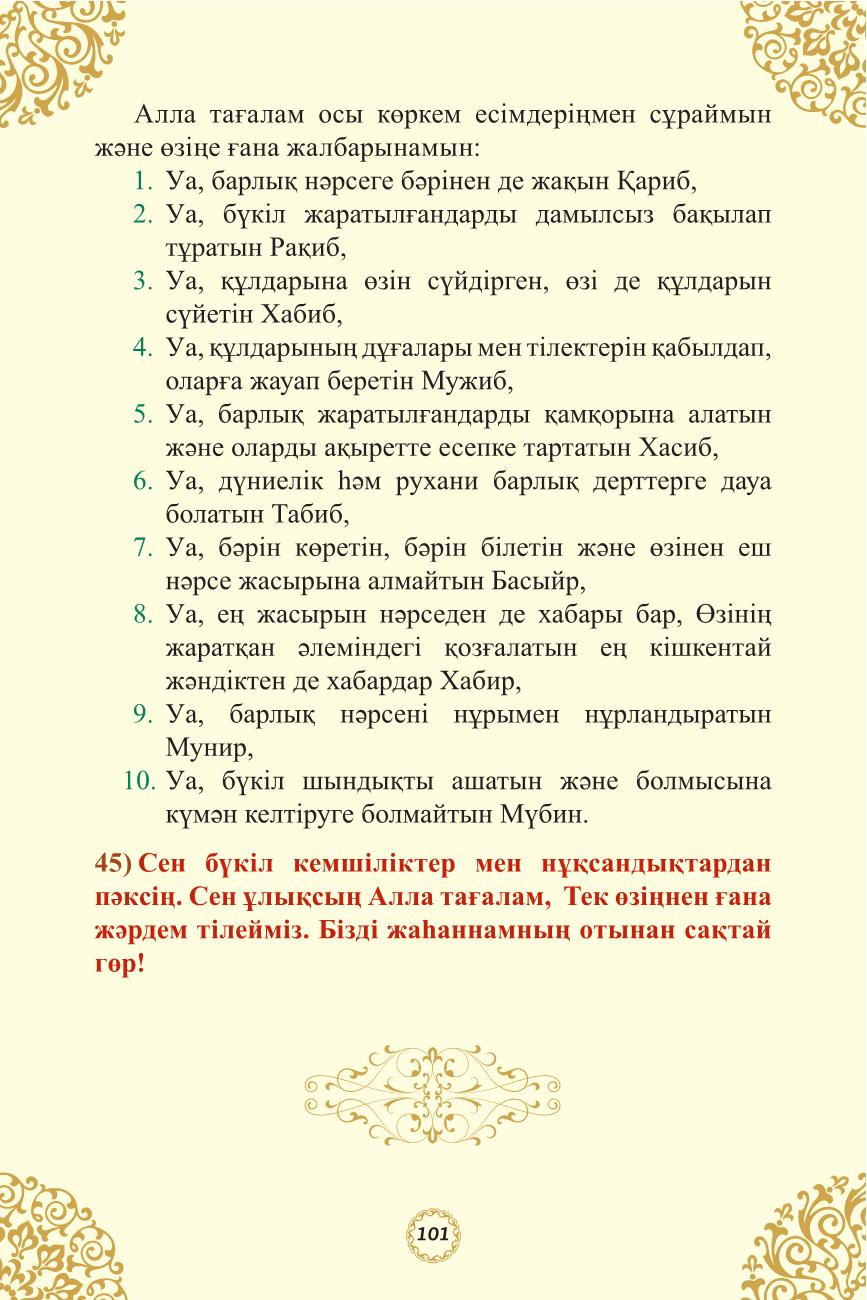 Алла тағалам осы көркем есімдеріңмен сұраймын
және өзіңе ғана жалбарынамын:
1. Уа, барлық нәрсеге бәрінен де жақын Қариб,
2. Уа, бүкіл жаратылғандарды дамылсыз бақылап
тұратын Рақиб,
3. Уа, құлдарына өзін сүйдірген, өзі де құлдарын
сүйетін Хабиб,
4. Уа, құлдарының дұғалары мен тілектерін қабылдап,
оларға жауап беретін Мужиб,
5. Уа, барлық жаратылғандарды қамқорына алатын
және оларды ақыретте есепке тартатын Хасиб,
6. Уа, дүниелік һәм рухани барлық дерттерге дауа
болатын Табиб,
7. Уа, бәрін көретін, бәрін білетін және өзінен еш
нәрсе жасырына алмайтын Басыйр,
8. Уа, ең жасырын нәрседен де хабары бар, Өзінің
жаратқан әлеміндегі қозғалатын ең кішкентай
жәндіктен де хабардар Хабир,
9. Уа, барлық нәрсені нұрымен нұрландыратын
Мунир,
10. Уа, бүкіл шындықты ашатын және болмысына
күмән келтіруге болмайтын Мүбин.
45) Сен бүкіл кемшіліктер мен нұқсандықтардан
пәксің. Сен ұлықсың Алла тағалам, Тек өзіңнен ғана
жәрдем тілейміз. Бізді жаһаннамның отынан сақтай
гөр!
101